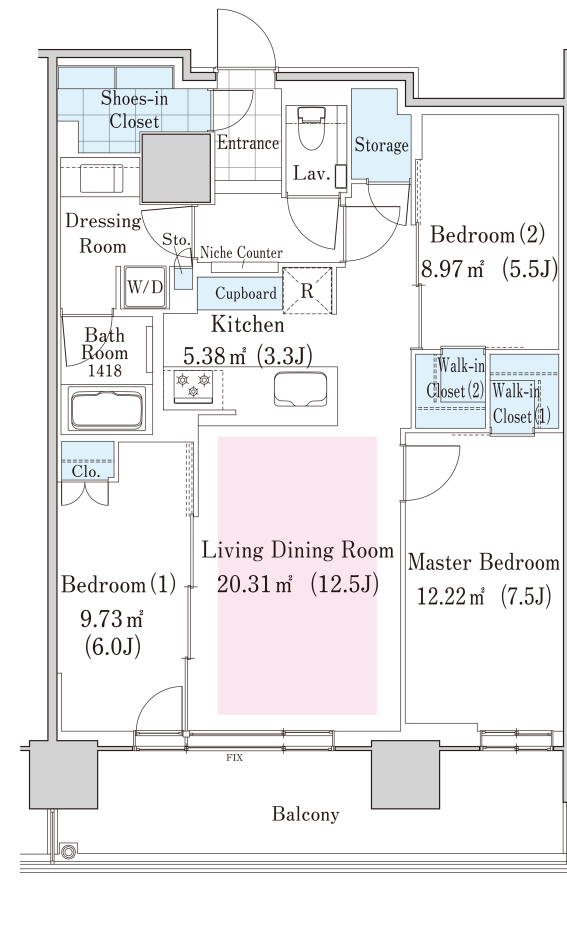 Shoes-in
Closet
Entrance
Lav.
Storage
Dressing
Room
Sto.
Niche Counter
Bedroom (2)
8.97㎡ (5.5J)
W/D
Cupboard
R
Kitchen
5.38㎡ (3.3J)
Bath
Room
1418
Walk-in
Closet (2)
Walk-in
Closet (1)
Clo.
Living Dining Room
20.31㎡ (12.5J)
Master Bedroom
12.22㎡ (7.5J)
Bedroom (1)
9.73㎡
(6.0J)
FIX
Balcony